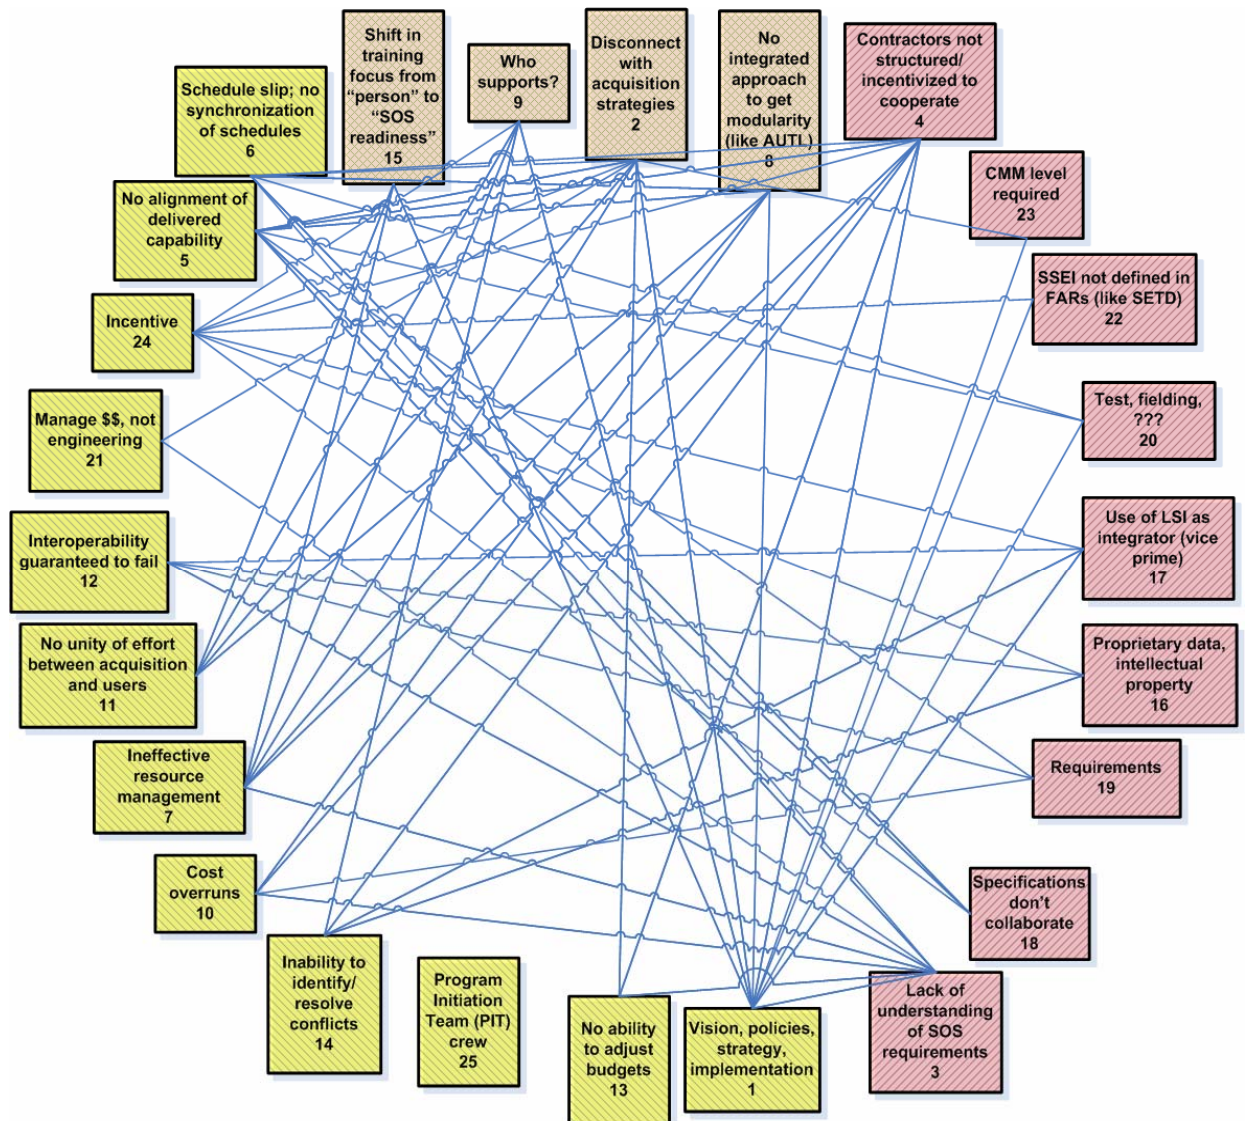 Shift in
training
focus from
“person” to
“SOS
readiness”
15
Who
supports?
9
Disconnect
with
acquisition
strategies
2
No
integrated
approach
to get
modularity
(like AUTL)
8
Contractors not
structured/
incentivized to
cooperate
4
Schedule slip; no
synchronization
of schedules
6
CMM level
required
23
No alignment of
delivered
capability
5
SSEI not defined in
FARs (like SETD)
22
Incentive
24
Manage $$, not
engineering
21
Test, fielding,
???
20
Interoperability
guaranteed to fail
12
Use of LSI as
integrator (vice
prime)
17
No unity of effort
between acquisition
and users
11
Proprietary data,
intellectual
property
16
Ineffective
resource
management
7
Requirements
19
Cost
overruns
10
Specifications
don’t
collaborate
18
Inability to
identify/
resolve
conflicts
14
Program
Initiation
Team (PIT)
crew
25
No ability
to adjust
budgets
13
Vision, policies,
strategy,
implementation
1
Lack of
understanding
of SOS
requirements
3